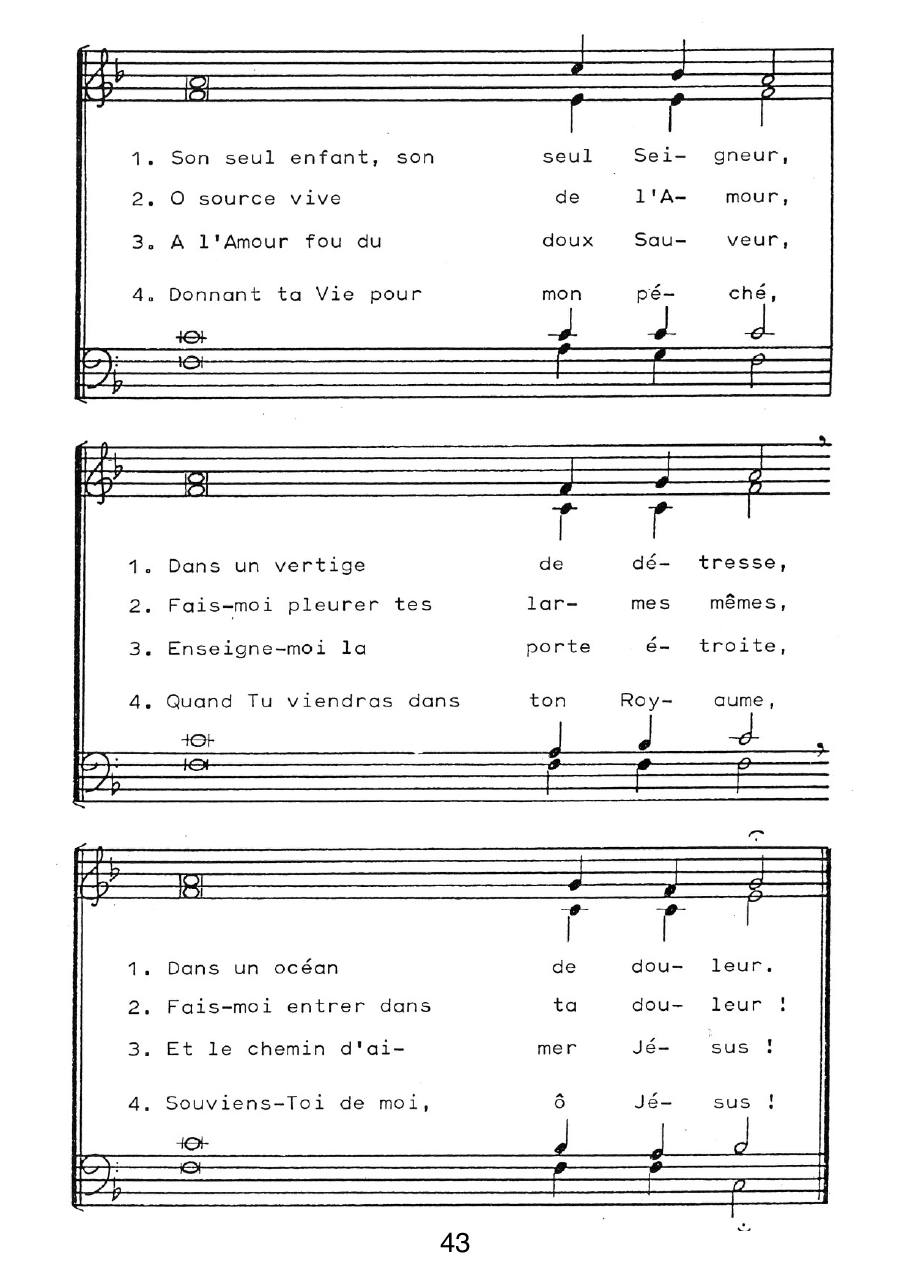 1. Son seul enfant, son seul Sei- gneur,
2. O source vive de l'A- mour,
3. A l'Amour fou du doux Sau- veur,
4. Donnant ta Vie pour mon pé- ché,
1. Dans un vertige de dé- tresse,
2. Fais-moi pleurer tes lar- mes mêmes,
3. Enseigne-moi la porte é- troite,
4. Quand Tu viendras dans ton Roy- aume,
1. Dans un océan de dou- leur.
2. Fais-moi entrer dans ta dou- leur !
3. Et le chemin d'ai- mer Jé- sus !
4. Souviens-Toi de moi, ô Jé- sus !
43